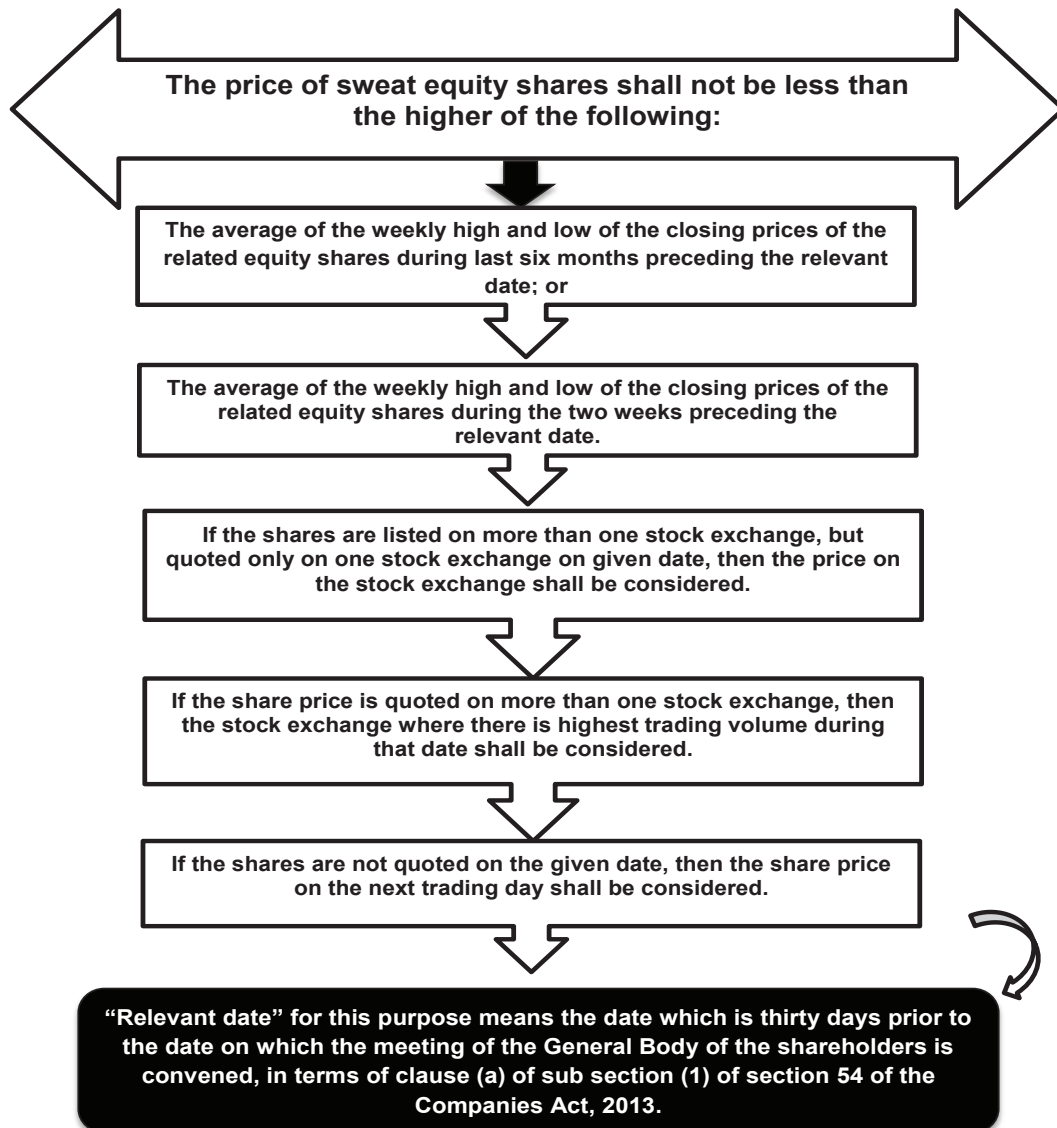 The price of sweat equity shares shall not be less than
the higher of the following:
The average of the weekly high and low of the closing prices of the
related equity shares during last six months preceding the relevant
date; or
The average of the weekly high and low of the closing prices of the
related equity shares during the two weeks preceding the
relevant date.
If the shares are listed on more than one stock exchange, but
quoted only on one stock exchange on given date, then the price on
the stock exchange shall be considered.
If the share price is quoted on more than one stock exchange, then
the stock exchange where there is highest trading volume during
that date shall be considered.
If the shares are not quoted on the given date, then the share price
on the next trading day shall be considered.
“Relevant date” for this purpose means the date which is thirty days prior to
the date on which the meeting of the General Body of the shareholders is
convened, in terms of clause (a) of sub section (1) of section 54 of the
Companies Act, 2013.